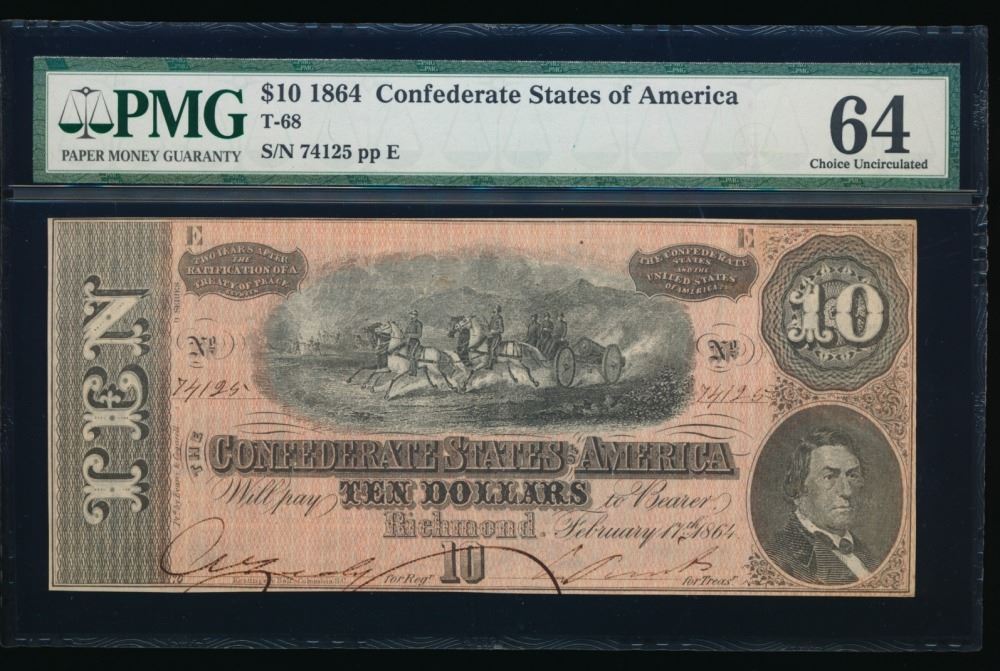 PMG
PAPER MONEY GUARANTY
$10 1864 Confederate States of America
T-68
S/N 74125 pp E
64
Choice Uncirculated
E
E
TWO YEARS AFTER
THE
RATIFICATION OF A
TREATY OF PEACE
BETWEEN
THE CONFEDERATE
STATES
AND THE
UNITED STATES
OF AMERICA
10
TEN
No
74125
No
74125
THE
CONFEDERATE STATES OF AMERICA
Will pay TEN DOLLARS to Bearer
Richmond February 17th 1864
for Regr
10
for Treasr